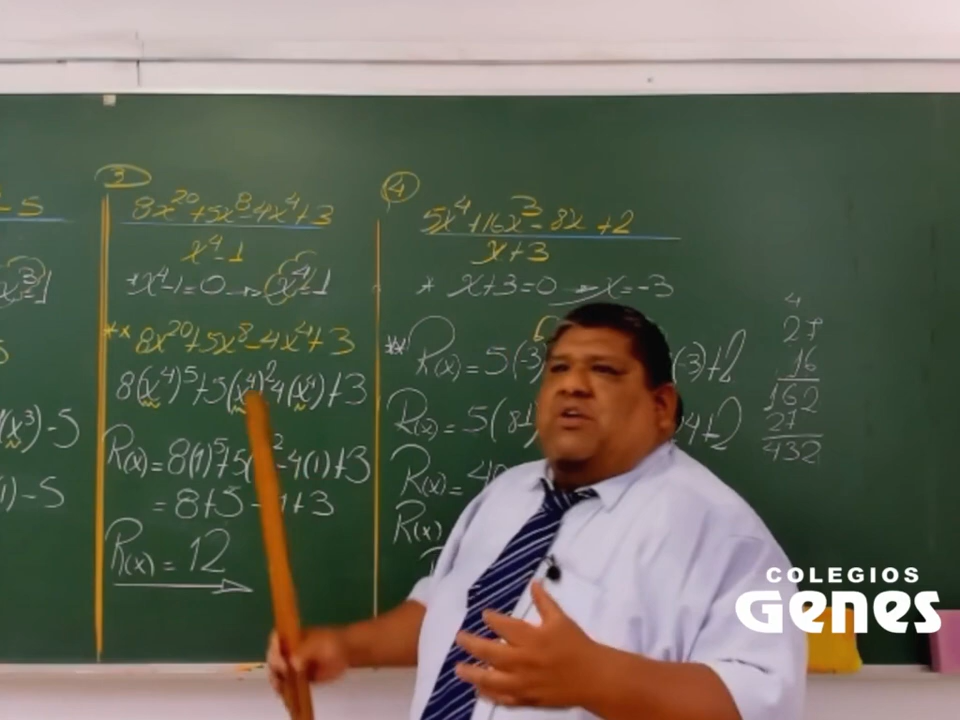 - 5
x³=1
(x³)-5
1)-5
3
8x²⁰+5x⁸-4x⁴+3
x⁴-1
*x⁴-1=0 → x⁴=1
** 8x²⁰+5x⁸-4x⁴+3
8(x⁴)⁵+5(x⁴)²-4(x⁴)+3
R(x)=8(1)⁵+5( ²-4(1)+3
=8+5- +3
R(x)=12
4
5x⁴+16x³-8x+2
x+3
* x+3=0 → x=-3
** R(x)=5(-3) (3)+2
R(x)=5(81 4+2
R(x)=40
R(x)
4
27
16
162
27
432
COLEGIOS
Genes